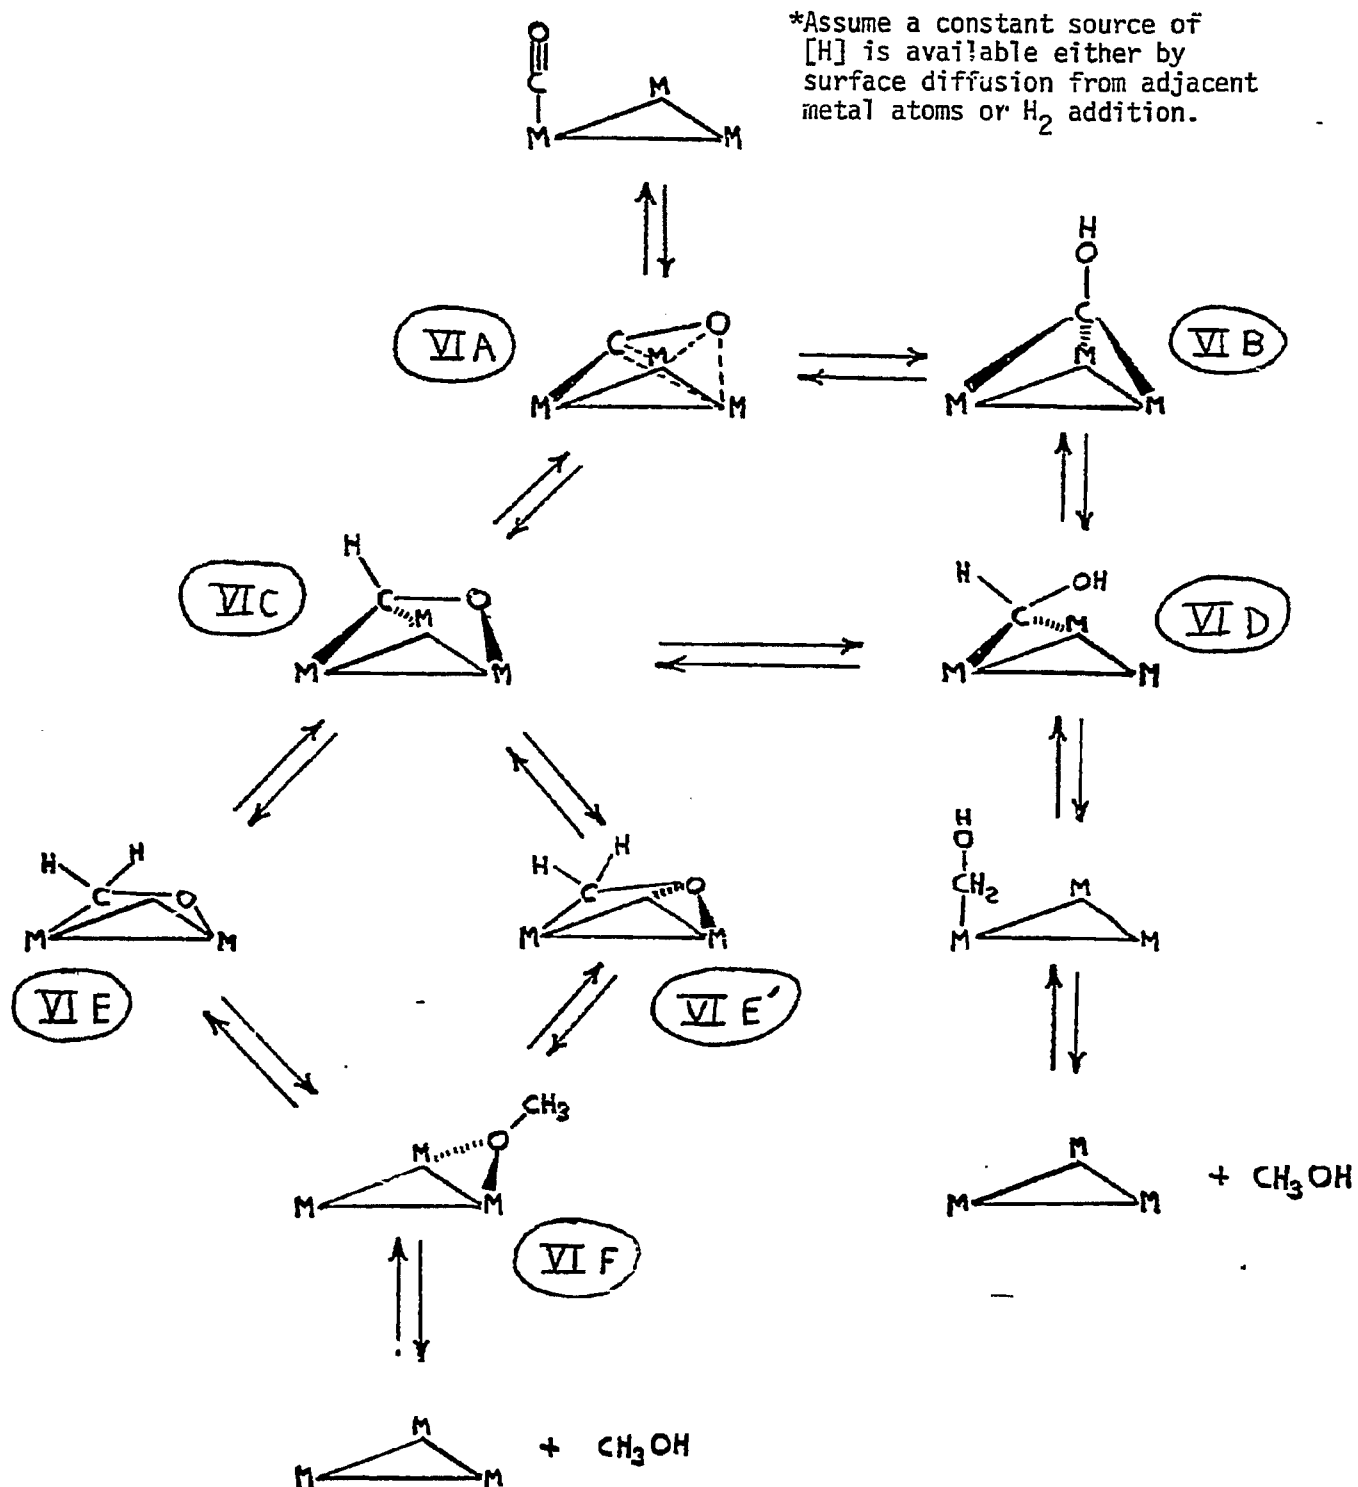 *Assume a constant source of
[H] is available either by
surface diffusion from adjacent
metal atoms or H2 addition.
O
C
M
M
M
VI A
C
O
M
M
M
H
O
C
M
M
M
VI B
VI C
H
C
O
M
M
M
H
OH
C
M
M
M
VI D
H
H
C
O
M
M
VI E
H
H
C
O
M
M
VI E′
H
O
CH2
M
M
M
CH3
O
M
M
M
VI F
M
M
M
+ CH3OH
M
M
M
+ CH3OH